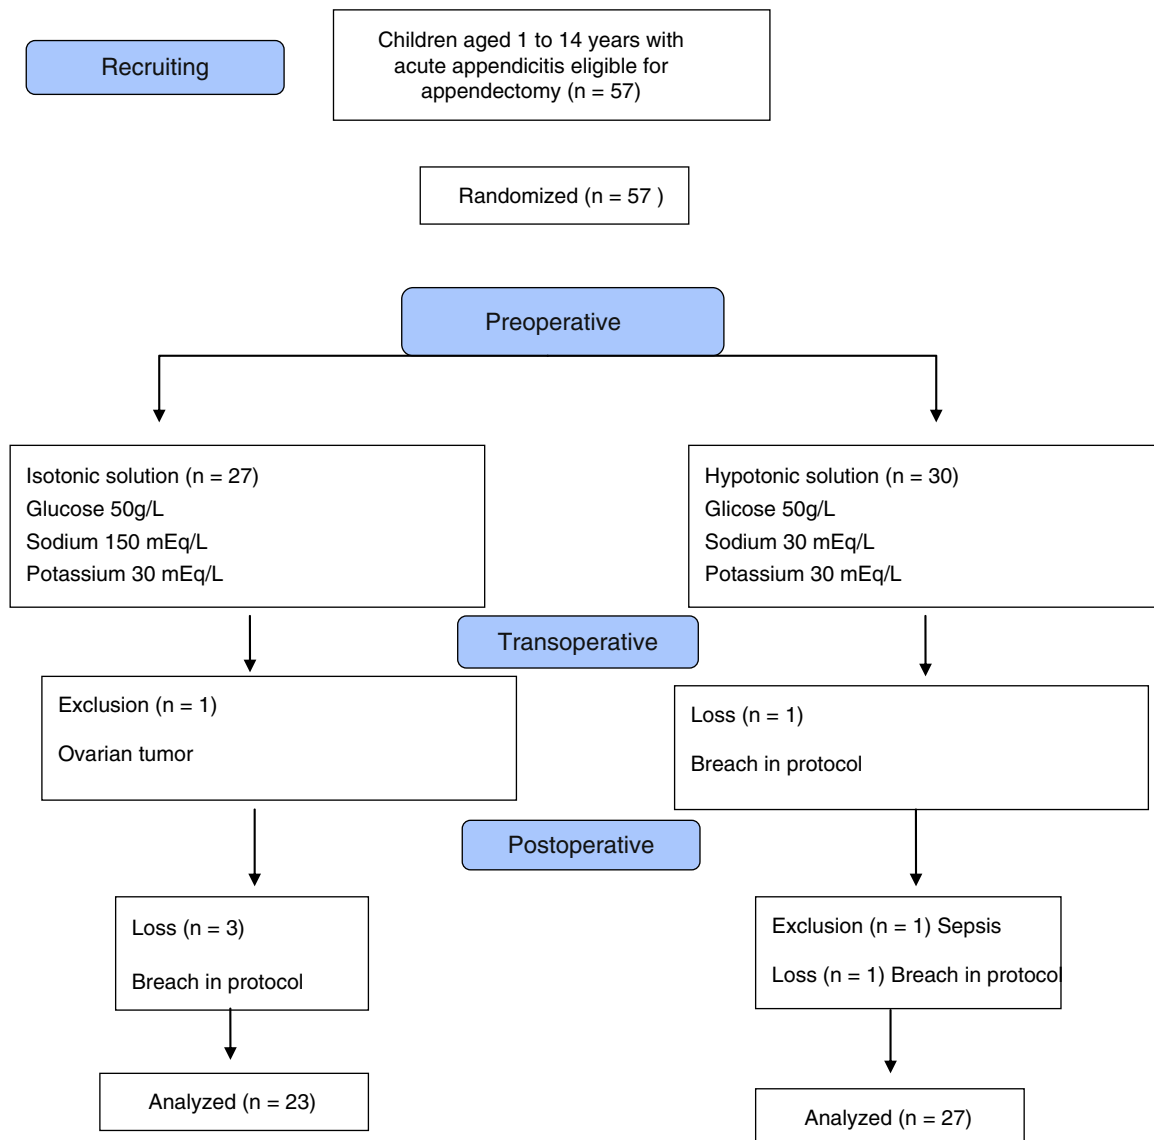 Recruiting
Children aged 1 to 14 years with
acute appendicitis eligible for
appendectomy (n = 57)
Randomized (n = 57 )
Preoperative
Isotonic solution (n = 27)
Glucose 50g/L
Sodium 150 mEq/L
Potassium 30 mEq/L
Hypotonic solution (n = 30)
Glicose 50g/L
Sodium 30 mEq/L
Potassium 30 mEq/L
Transoperative
Exclusion (n = 1)
Ovarian tumor
Loss (n = 1)
Breach in protocol
Postoperative
Loss (n = 3)
Breach in protocol
Exclusion (n = 1) Sepsis
Loss (n = 1) Breach in protocol
Analyzed (n = 23)
Analyzed (n = 27)